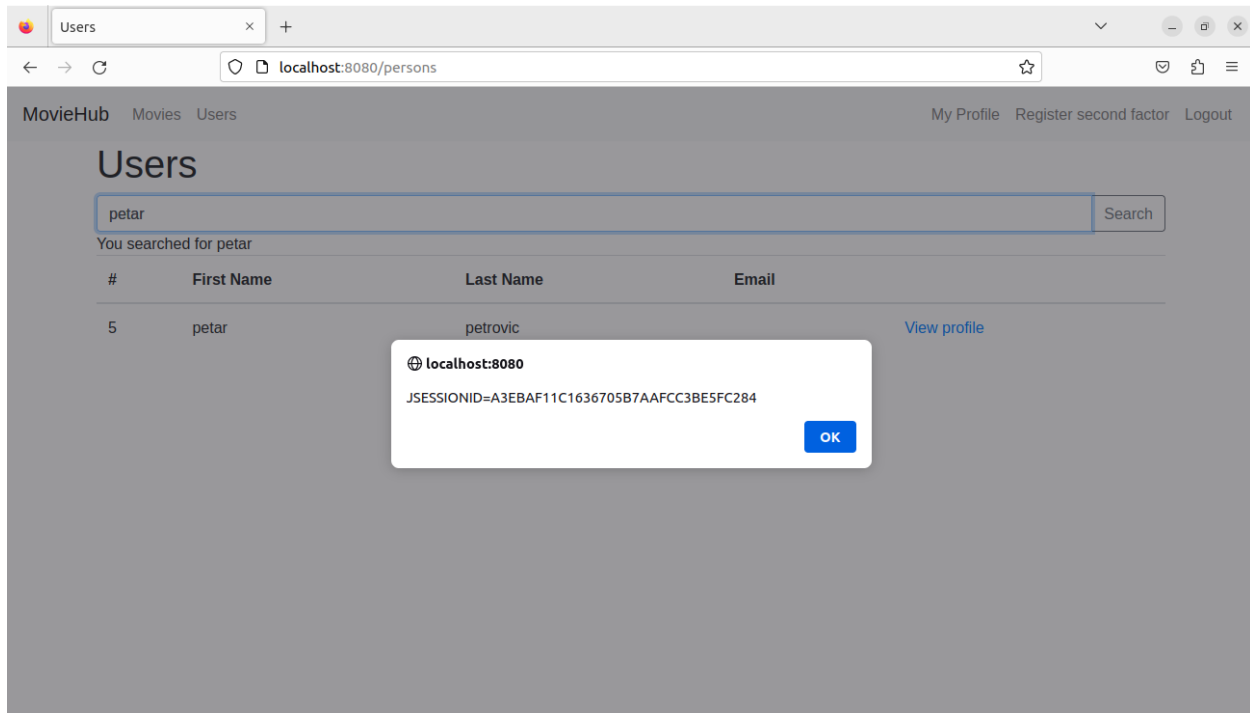 Users
localhost:8080/persons
MovieHub Movies Users My Profile Register second factor Logout
Users
petar Search
You searched for petar
# First Name Last Name Email
5 petar petrovic View profile
localhost:8080
JSESSIONID=A3EBAF11C1636705B7AAFCC3BE5FC284
OK